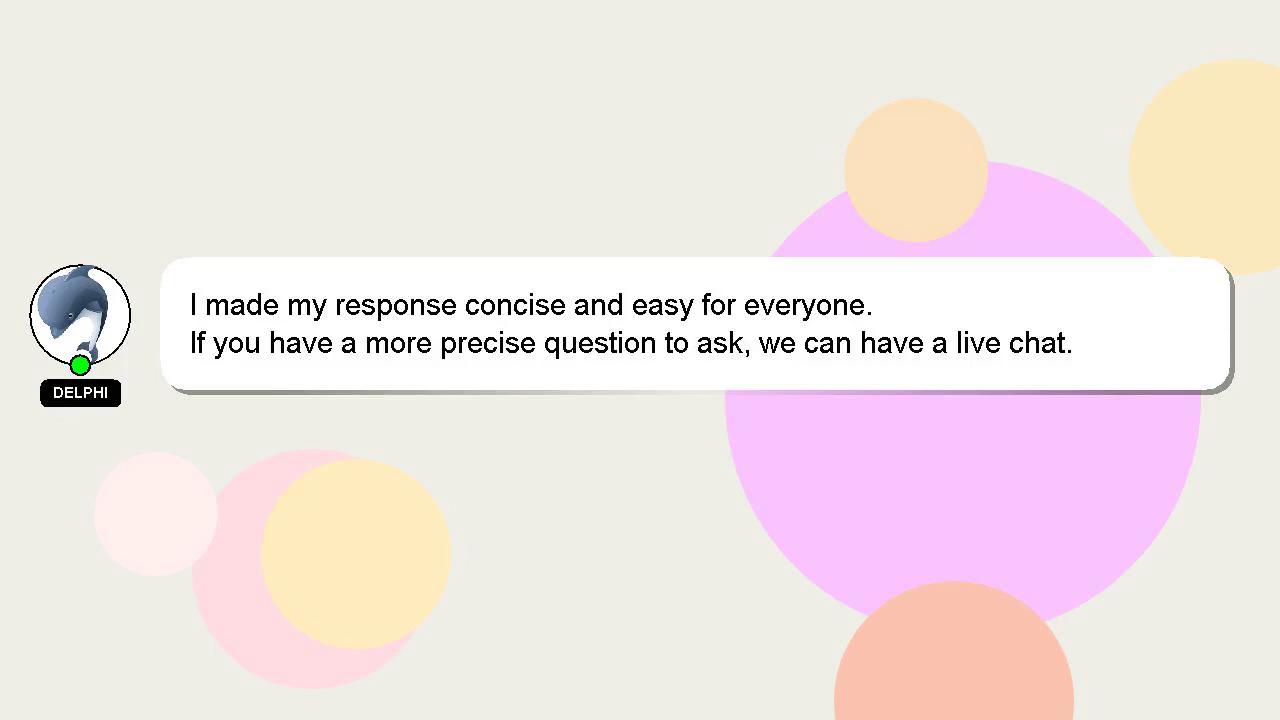 I made my response concise and easy for everyone.
If you have a more precise question to ask, we can have a live chat.
DELPHI